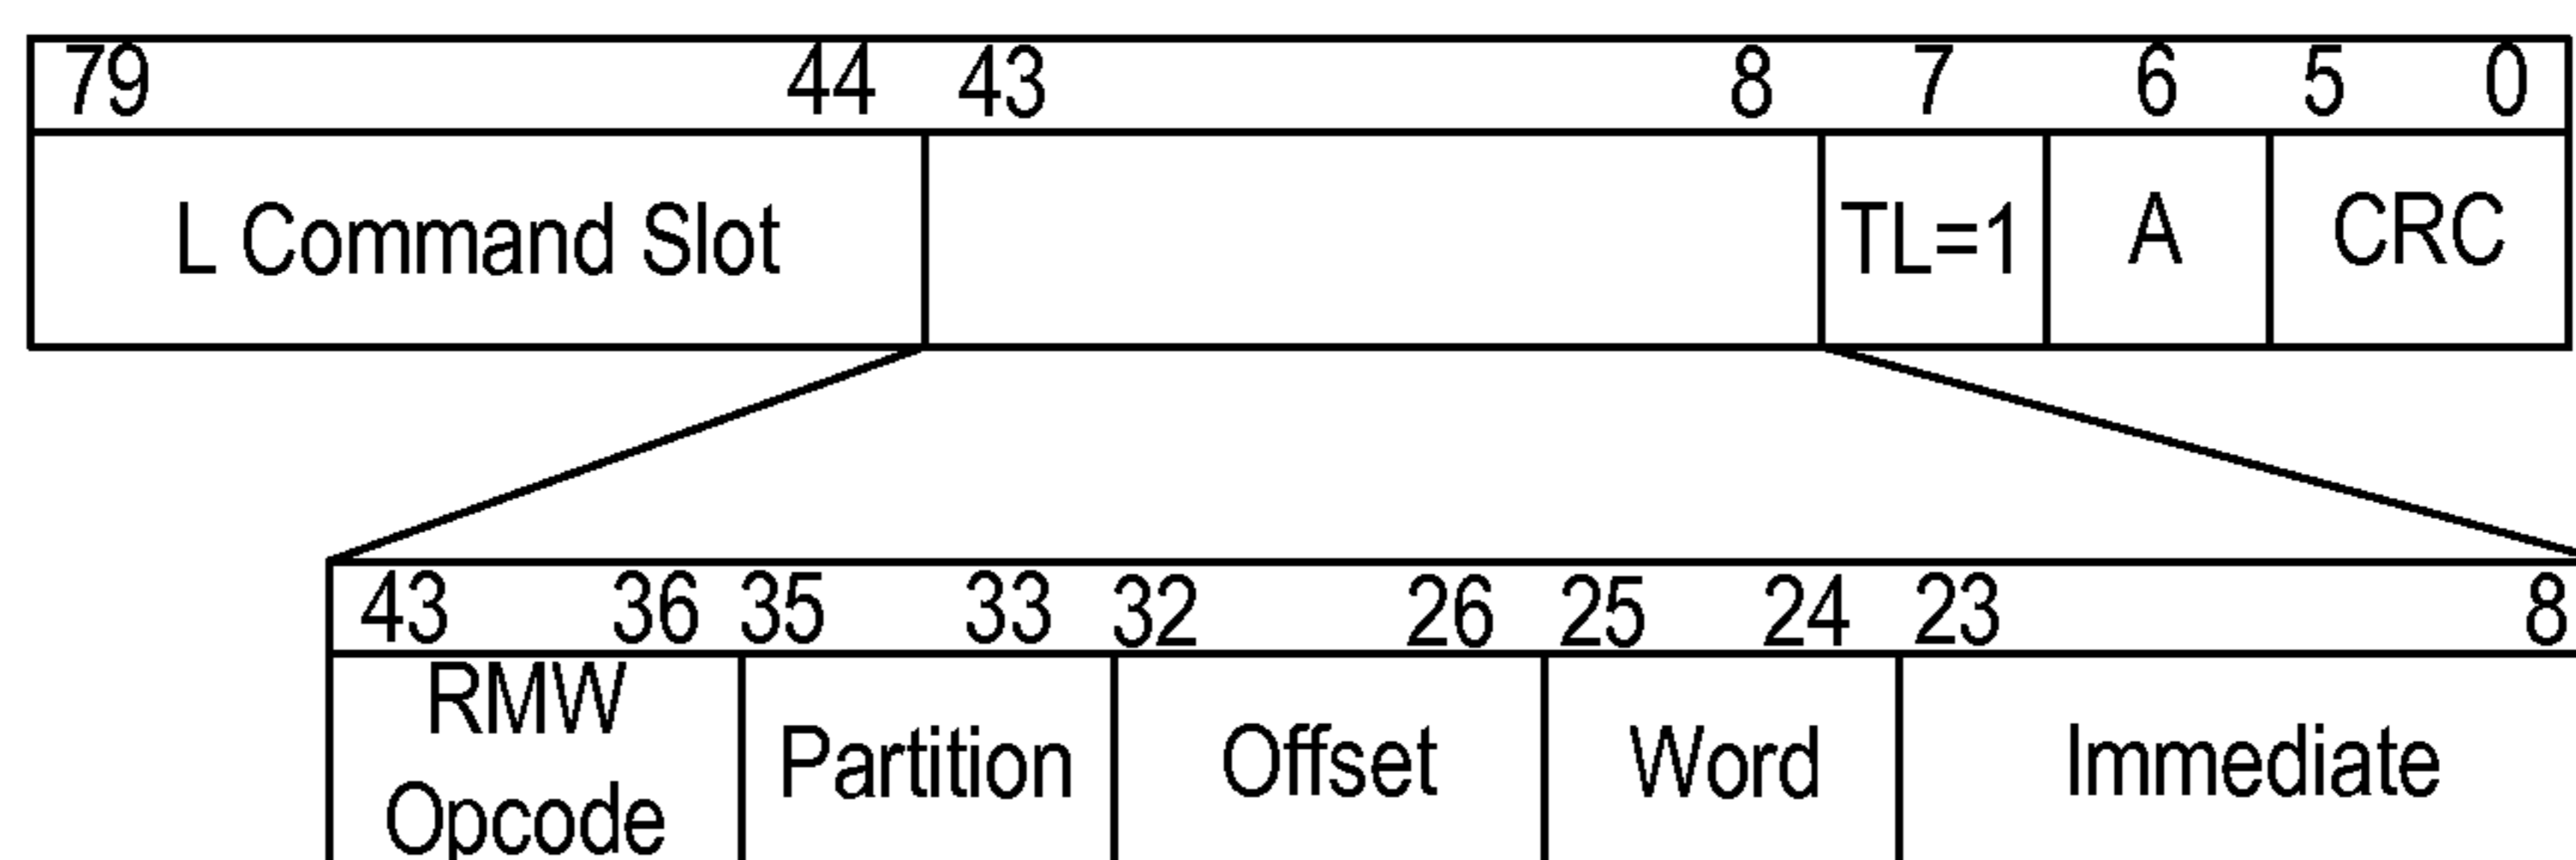 79 44 43 8 7 6 5 0
L Command Slot TL=1 A CRC
43 36 35 33 32 26 25 24 23 8
RMW
Partition Offset Word Immediate
Opcode